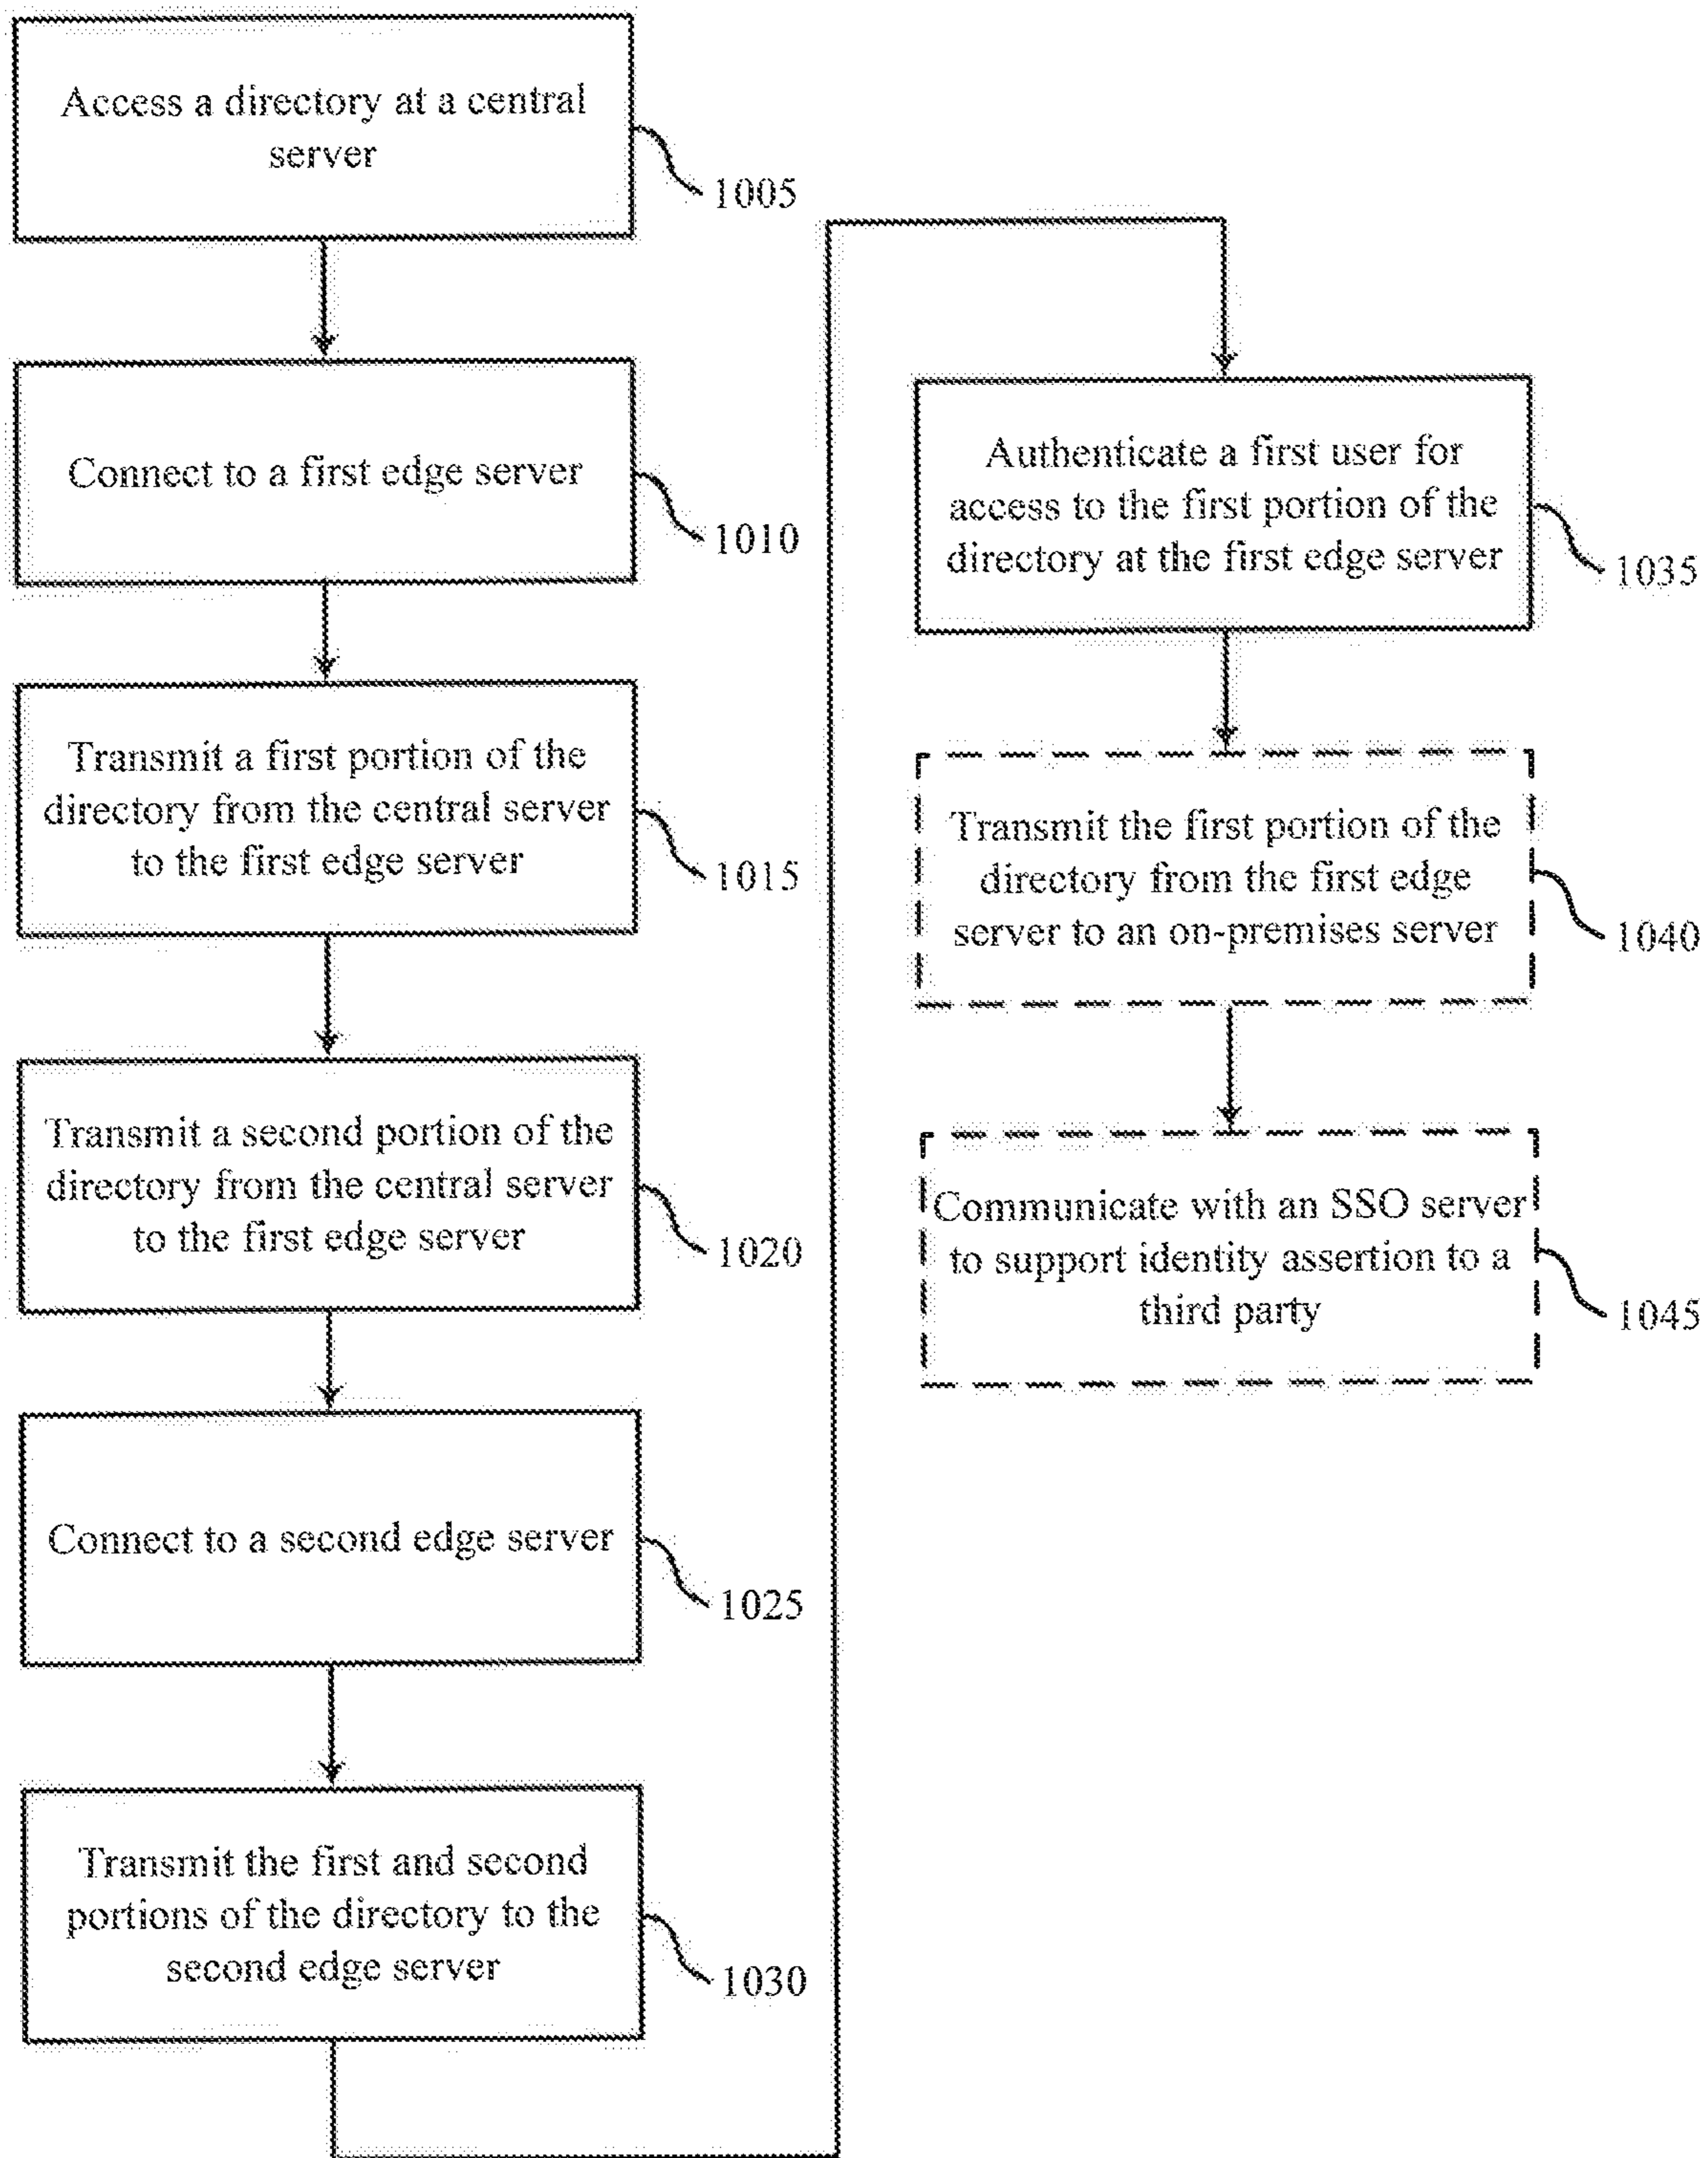 Access a directory at a central
server
1005
Connect to a first edge server
1010
Transmit a first portion of the
directory from the central server
to the first edge server
1015
Transmit a second portion of the
directory from the central server
to the first edge server
1020
Connect to a second edge server
1025
Transmit the first and second
portions of the directory to the
second edge server
1030
Authenticate a first user for
access to the first portion of the
directory at the first edge server
1035
Transmit the first portion of the
directory from the first edge
server to an on-premises server
1040
Communicate with an SSO server
to support identity assertion to a
third party
1045